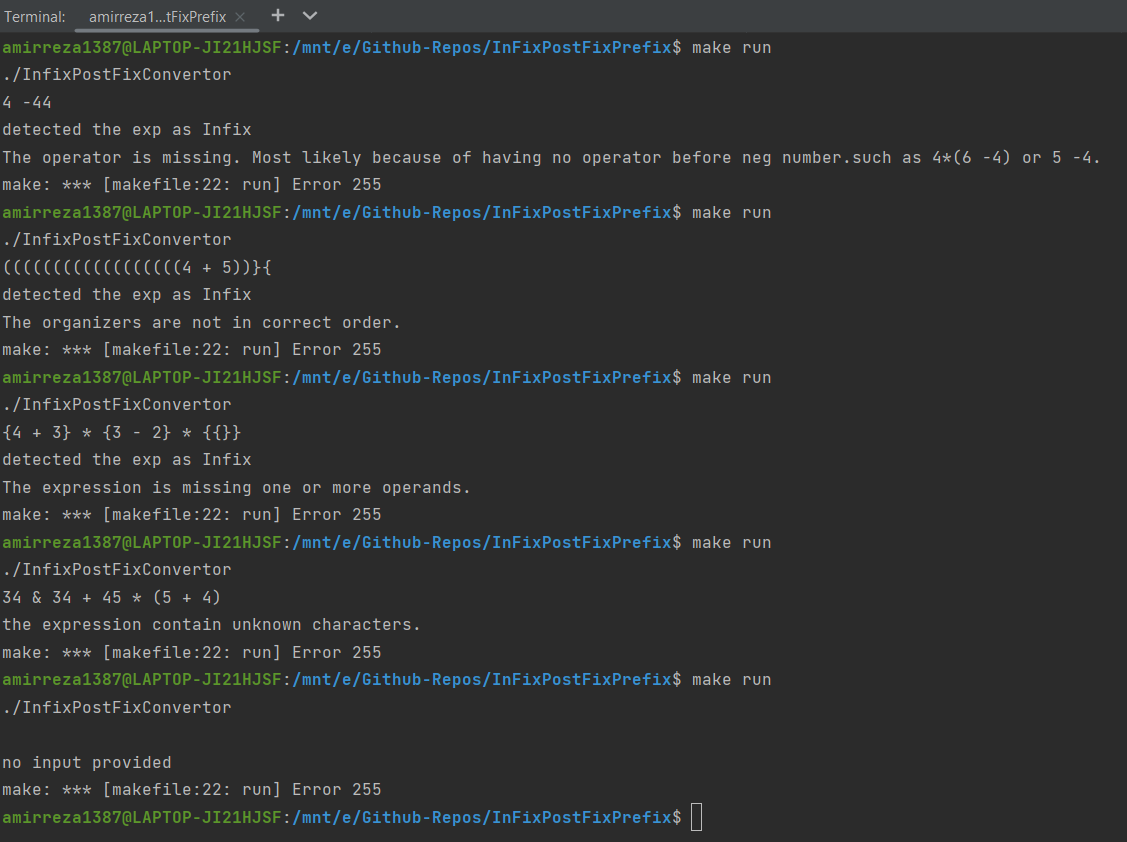 Terminal: amirreza1...tFixPrefix × + ⌄
amirreza1387@LAPTOP-JI21HJSF:/mnt/e/Github-Repos/InFixPostFixPrefix$ make run
./InfixPostFixConvertor
4 -44
detected the exp as Infix
The operator is missing. Most likely because of having no operator before neg number.such as 4*(6 -4) or 5 -4.
make: *** [makefile:22: run] Error 255
amirreza1387@LAPTOP-JI21HJSF:/mnt/e/Github-Repos/InFixPostFixPrefix$ make run
./InfixPostFixConvertor
((((((((((((((((((4 + 5))}{
detected the exp as Infix
The organizers are not in correct order.
make: *** [makefile:22: run] Error 255
amirreza1387@LAPTOP-JI21HJSF:/mnt/e/Github-Repos/InFixPostFixPrefix$ make run
./InfixPostFixConvertor
{4 + 3} * {3 - 2} * {{}}
detected the exp as Infix
The expression is missing one or more operands.
make: *** [makefile:22: run] Error 255
amirreza1387@LAPTOP-JI21HJSF:/mnt/e/Github-Repos/InFixPostFixPrefix$ make run
./InfixPostFixConvertor
34 & 34 + 45 * (5 + 4)
the expression contain unknown characters.
make: *** [makefile:22: run] Error 255
amirreza1387@LAPTOP-JI21HJSF:/mnt/e/Github-Repos/InFixPostFixPrefix$ make run
./InfixPostFixConvertor
no input provided
make: *** [makefile:22: run] Error 255
amirreza1387@LAPTOP-JI21HJSF:/mnt/e/Github-Repos/InFixPostFixPrefix$